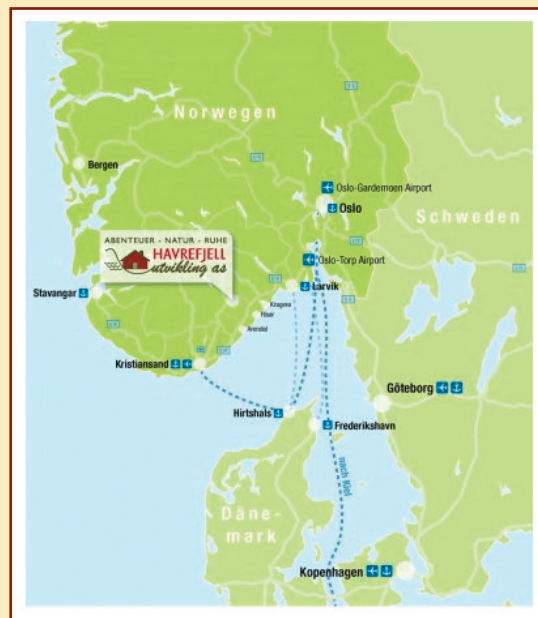 Norwegen
Bergen
Oslo-Gardemoen Airport
Oslo
Schweden
ABENTEUER - NATUR - RUHE
HAVREFJELL
utvikling as
Oslo-Torp Airport
Stavangar
Larvik
Kragerø
Risør
Arendal
Kristiansand
Göteborg
Hirtshals
Frederikshavn
nach Kiel
Däne-
mark
Kopenhagen